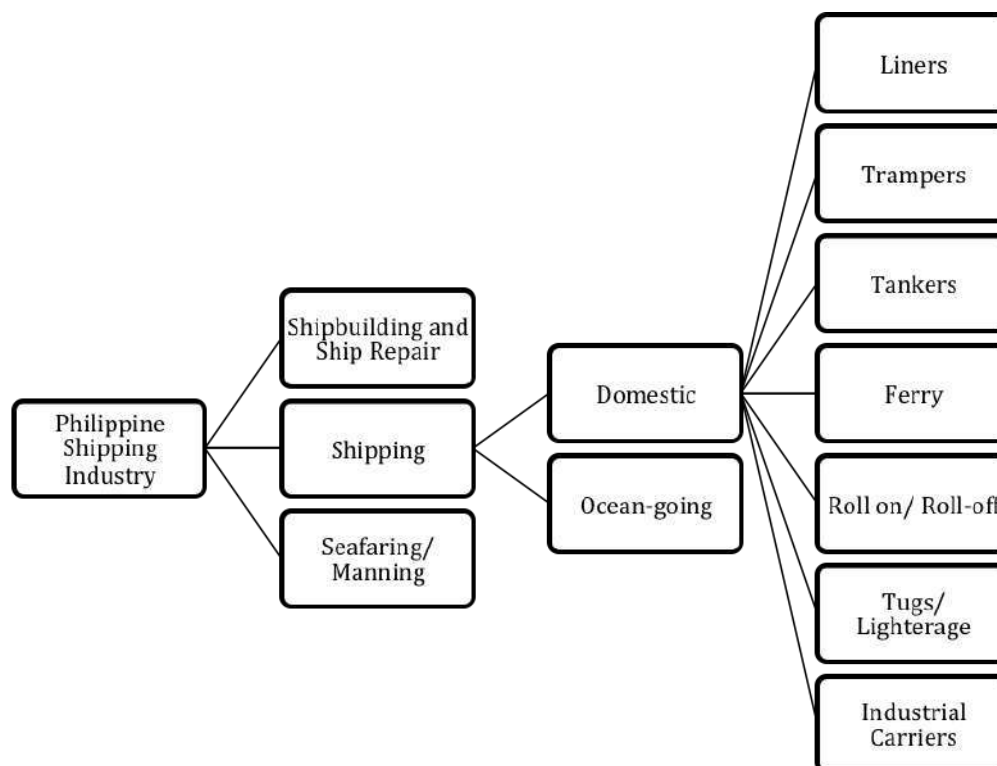 Philippine
Shipping
Industry
Shipbuilding and
Ship Repair
Shipping
Seafaring/
Manning
Domestic
Ocean-going
Liners
Trampers
Tankers
Ferry
Roll on/ Roll-off
Tugs/
Lighterage
Industrial
Carriers